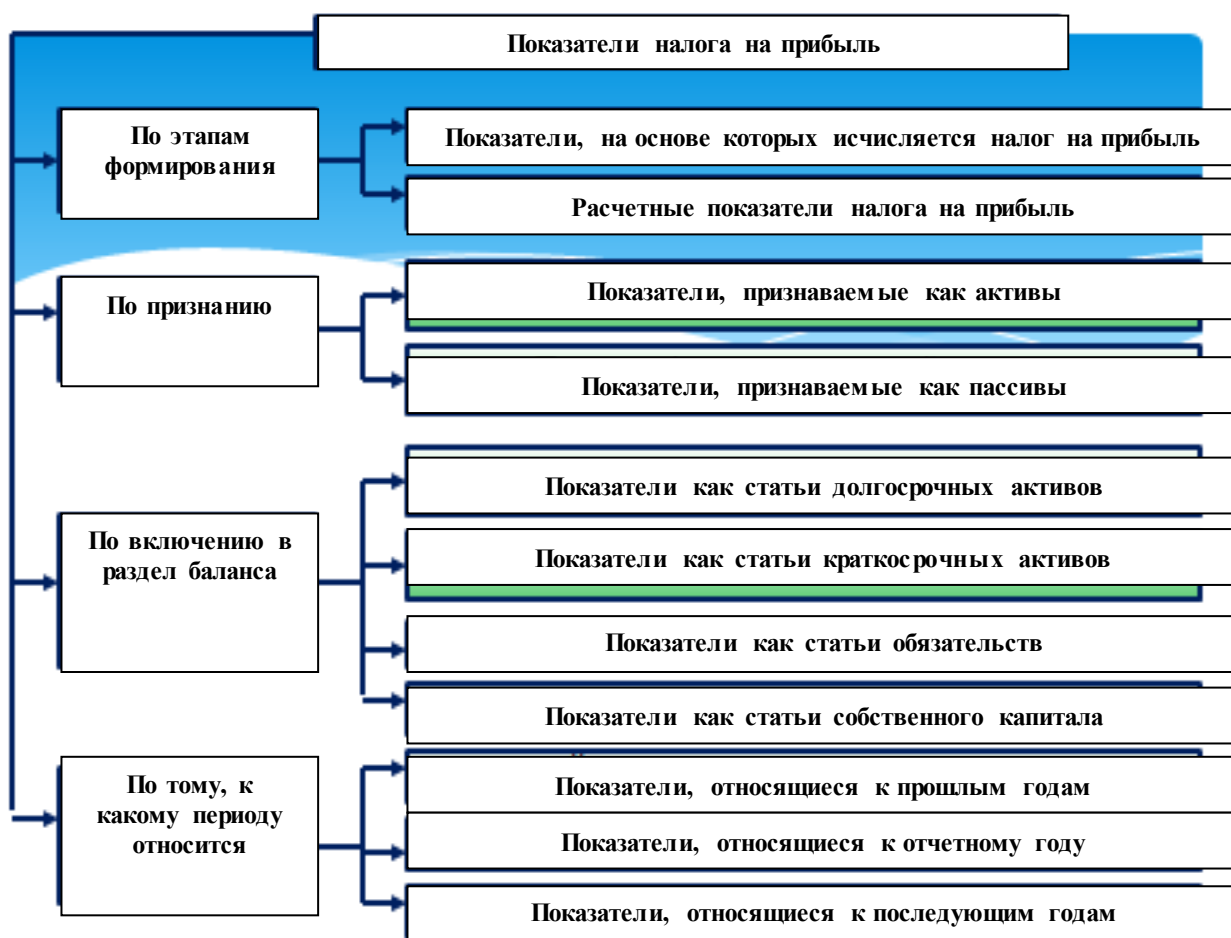 Показатели налога на прибыль
По этапам
формирования
Показатели, на основе которых исчисляется налог на прибыль
Расчетные показатели налога на прибыль
По признанию
Показатели, признаваемые как активы
Показатели, признаваемые как пассивы
По включению в
раздел баланса
Показатели как статьи долгосрочных активов
Показатели как статьи краткосрочных активов
Показатели как статьи обязательств
Показатели как статьи собственного капитала
По тому, к
какому периоду
относится
Показатели, относящиеся к прошлым годам
Показатели, относящиеся к отчетному году
Показатели, относящиеся к последующим годам